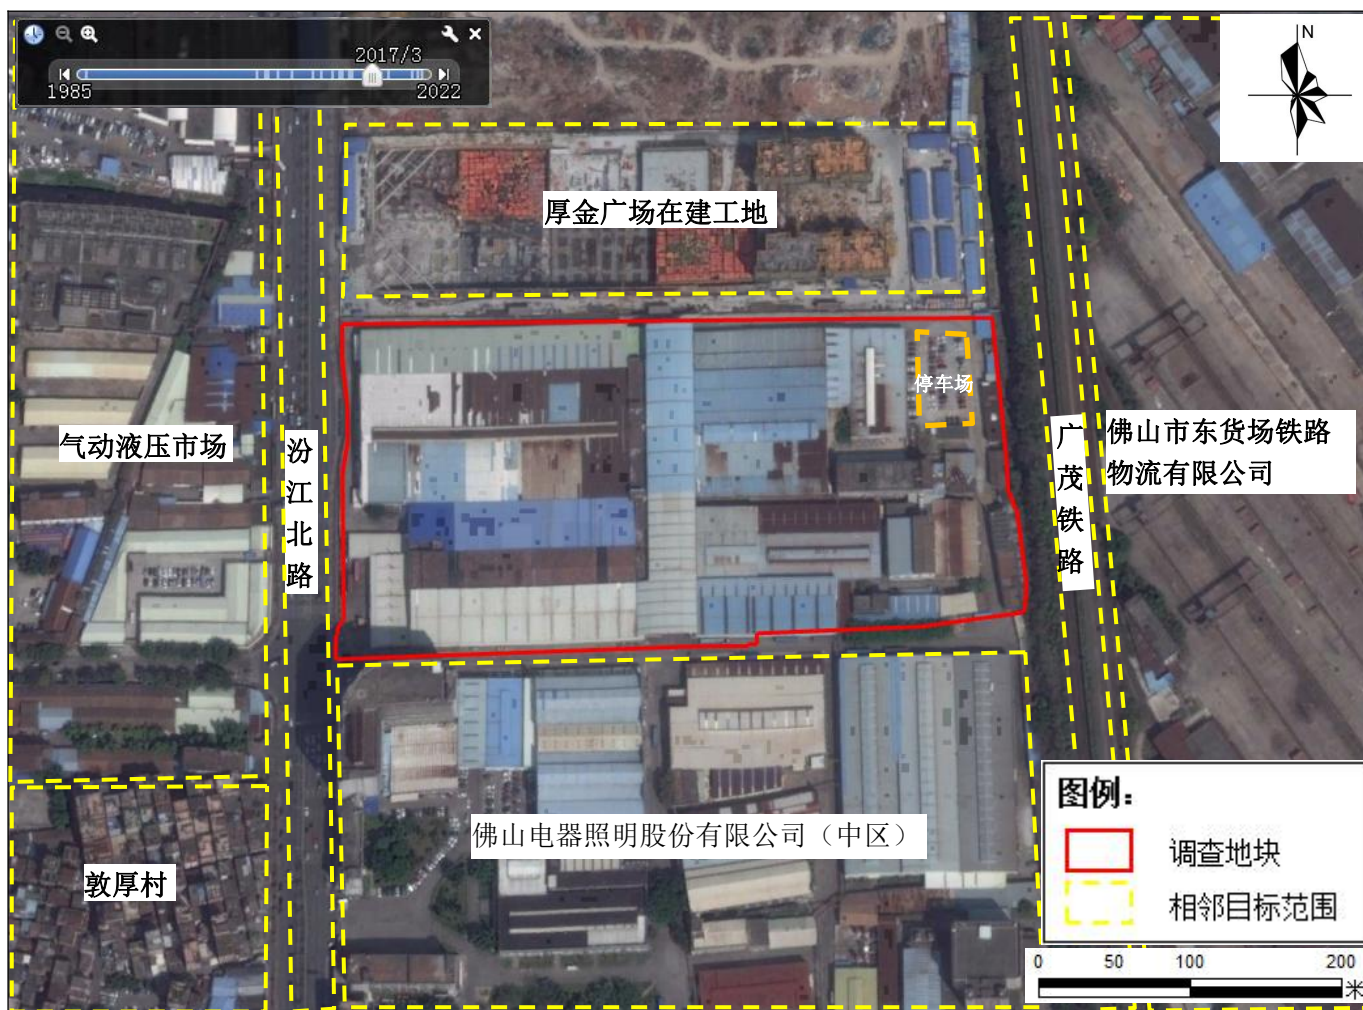 2017/3
1985
2022
N
厚金广场在建工地
停车场
气动液压市场
汾江北路
广茂铁路
佛山市东货场铁路
物流有限公司
佛山电器照明股份有限公司（中区）
敦厚村
图例：
调查地块
相邻目标范围
0 50 100 200
米